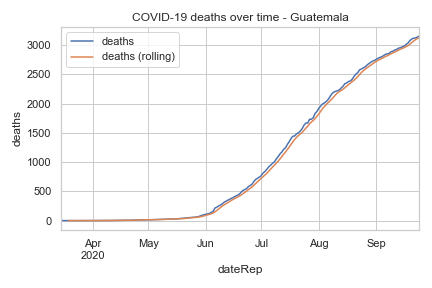 COVID-19 deaths over time - Guatemala
deaths
deaths (rolling)
deaths
3000
2500
2000
1500
1000
500
0
Apr
2020
May
Jun
Jul
Aug
Sep
dateRep